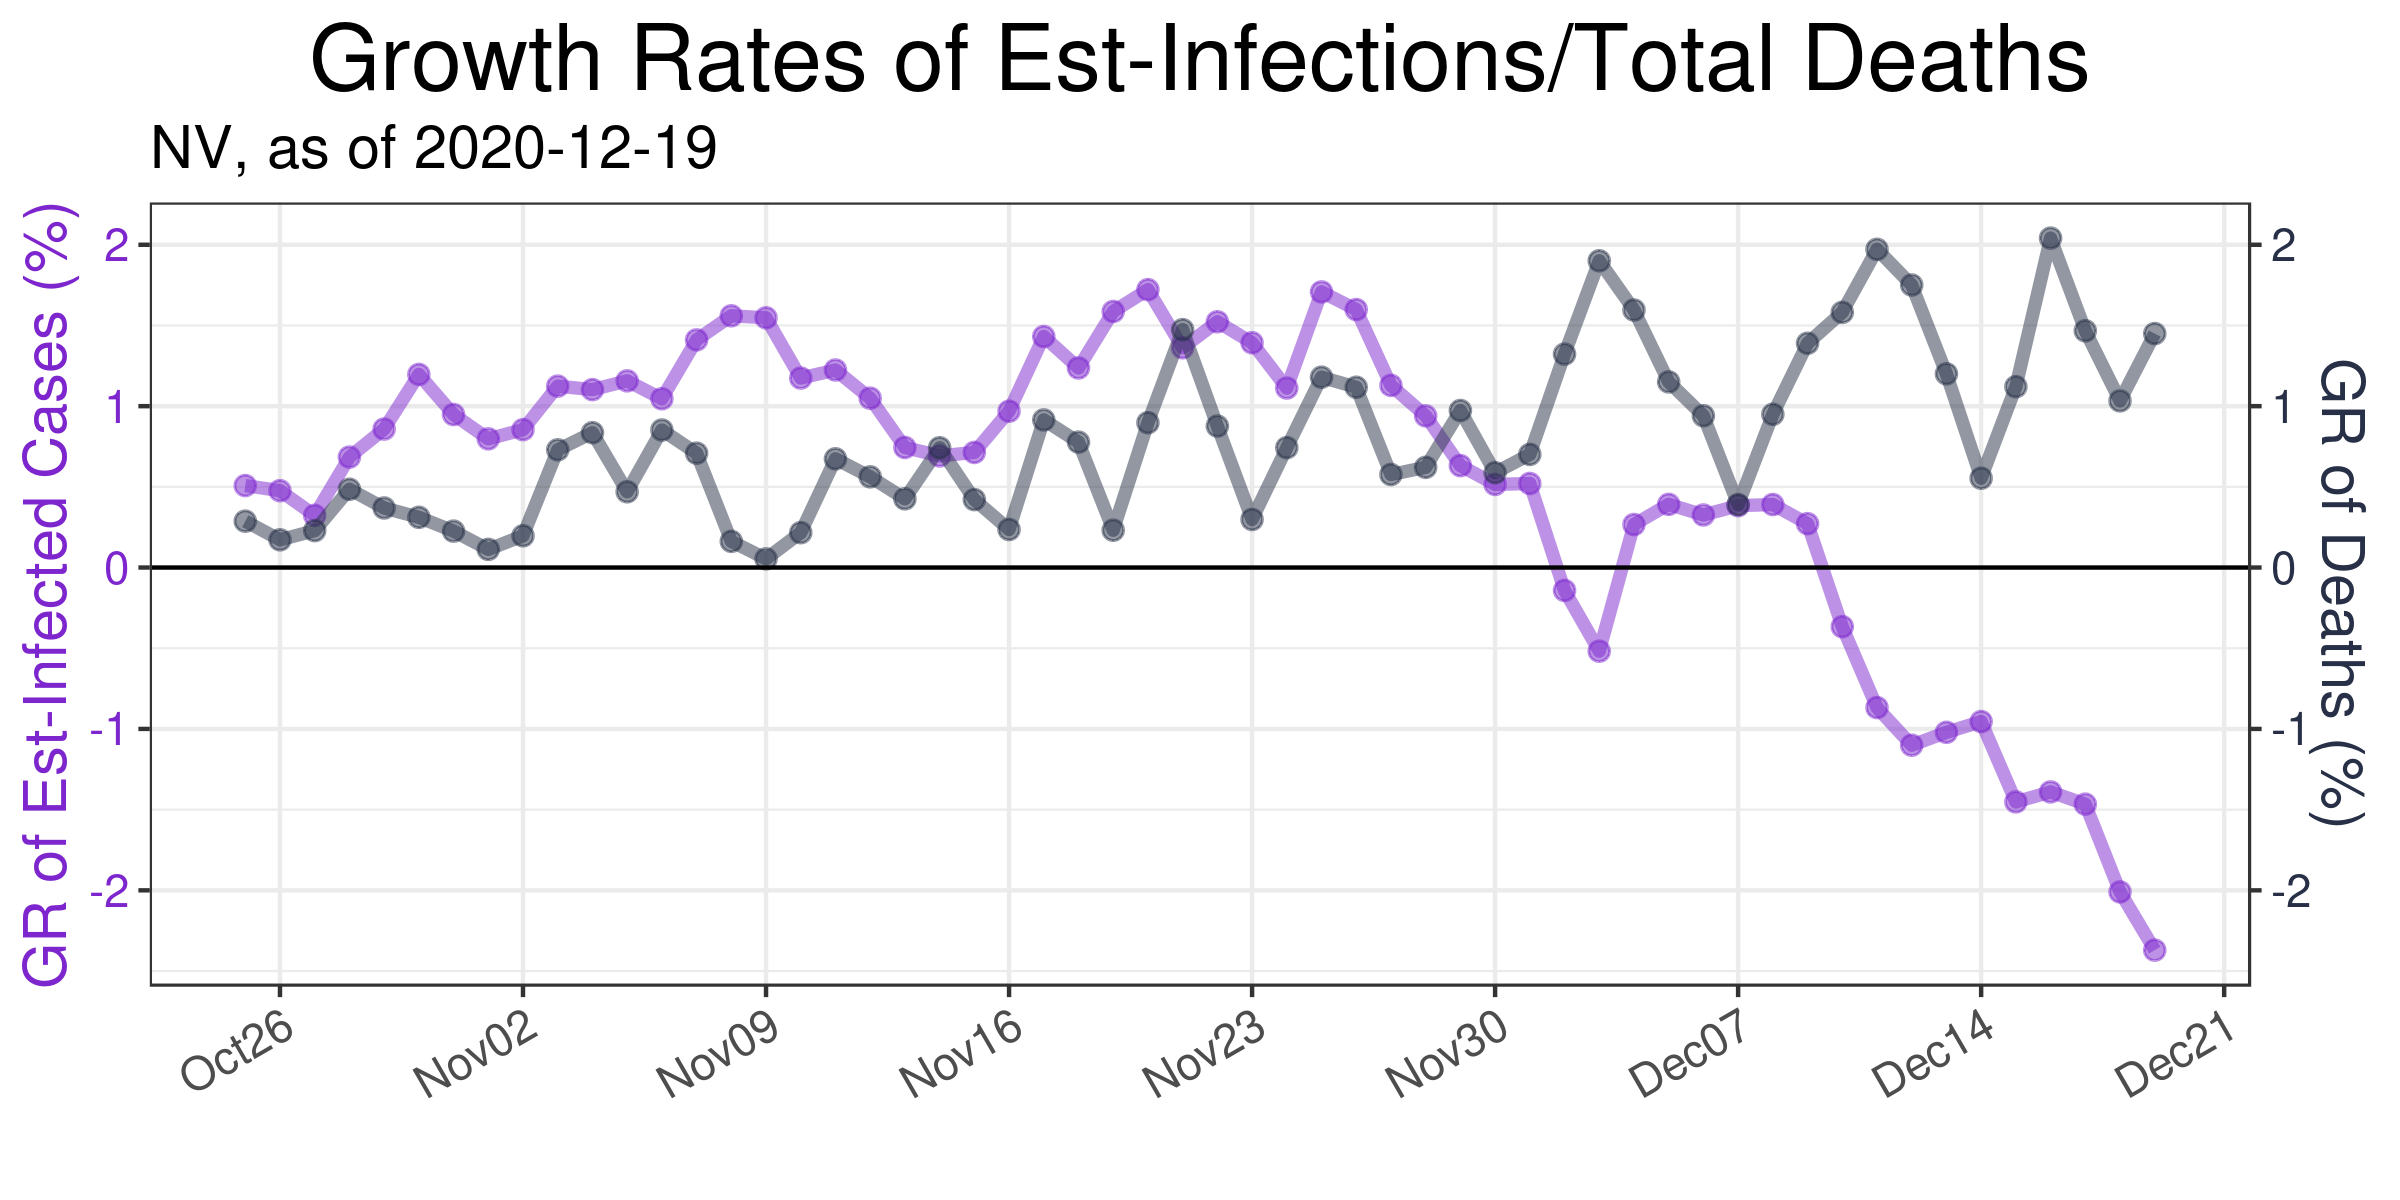 Growth Rates of Est-Infections/Total Deaths
NV, as of 2020-12-19
GR of Est-Infected Cases (%)
2
1
0
-1
-2
2
1
0
-1
-2
GR of Deaths (%)
Oct26
Nov02
Nov09
Nov16
Nov23
Nov30
Dec07
Dec14
Dec21